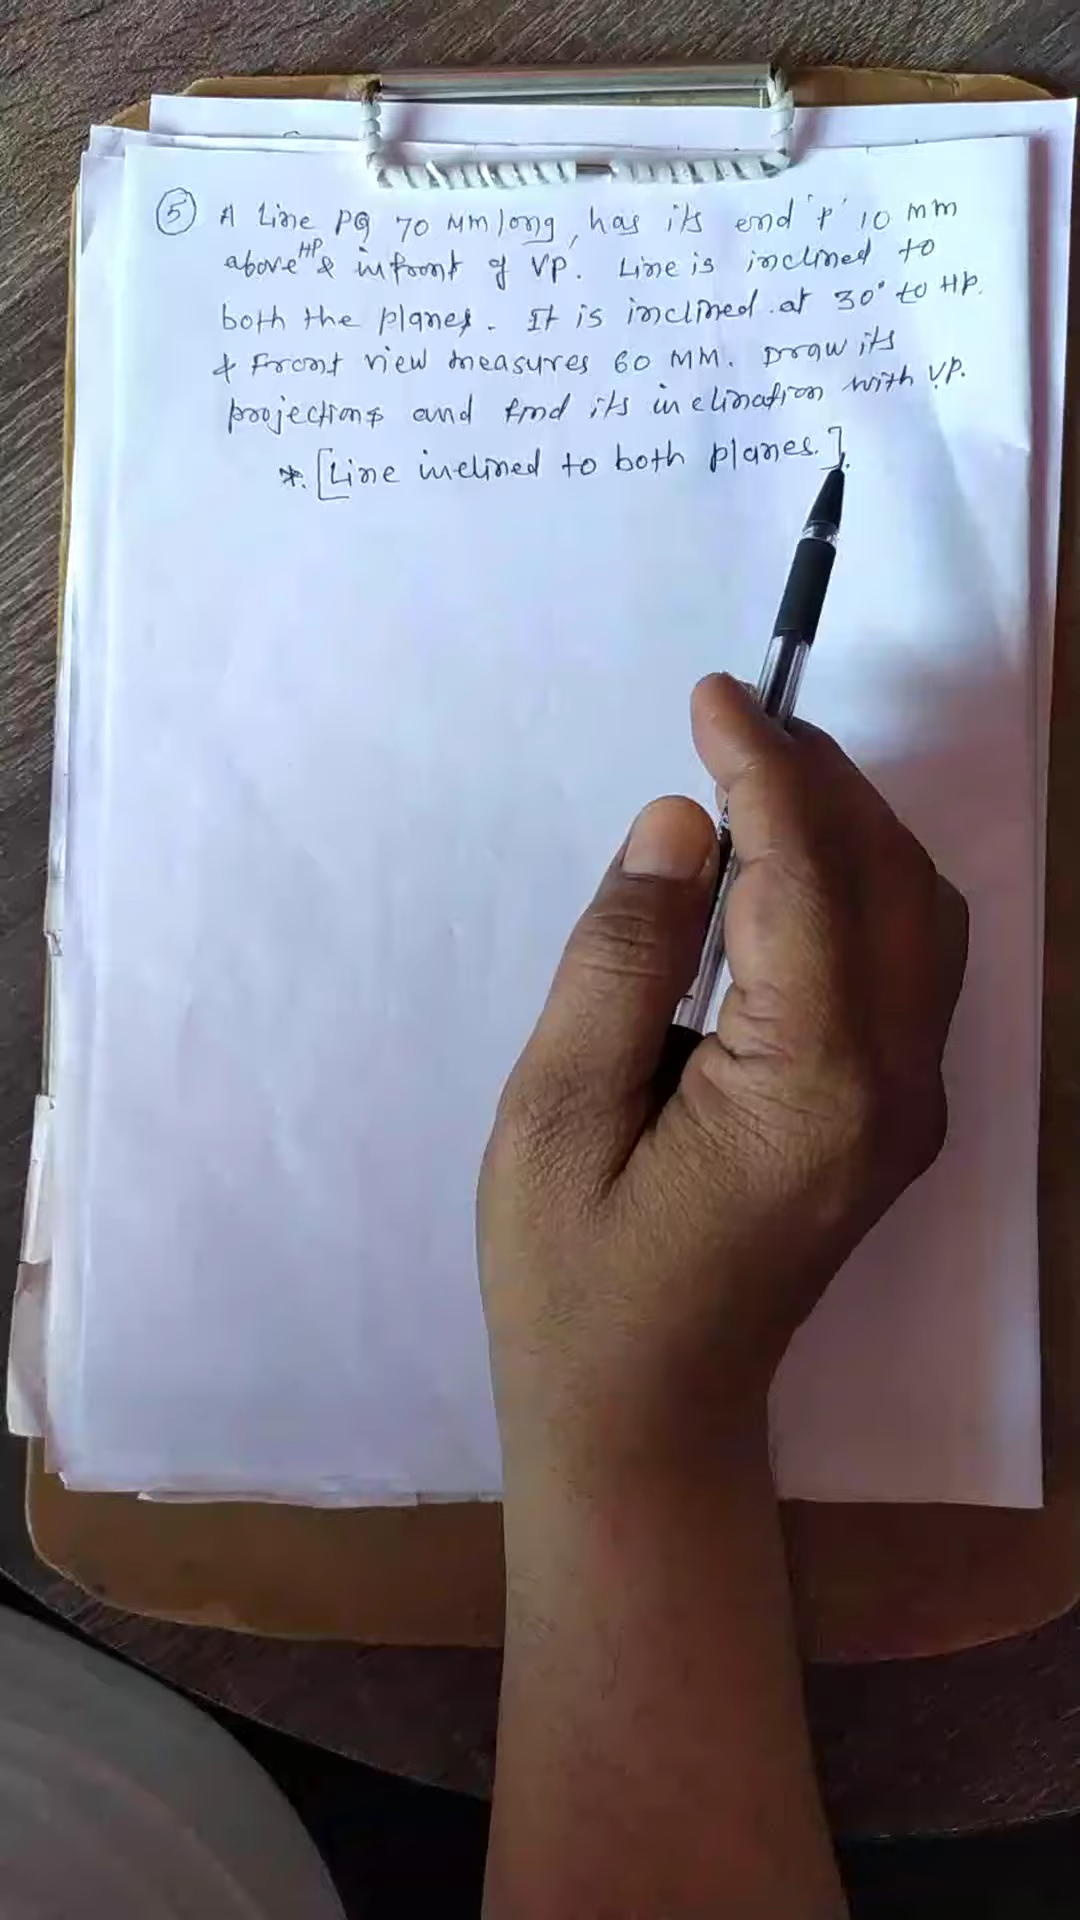 ⑤ A Line PQ 70 MM long, has its end 'P' 10 MM
above HP & infront of VP. Line is inclined to
both the planes. It is inclined at 30° to HP.
& Front view measures 60 MM. Draw its
projections and find its inclination with VP.
*. [Line inclined to both planes.].